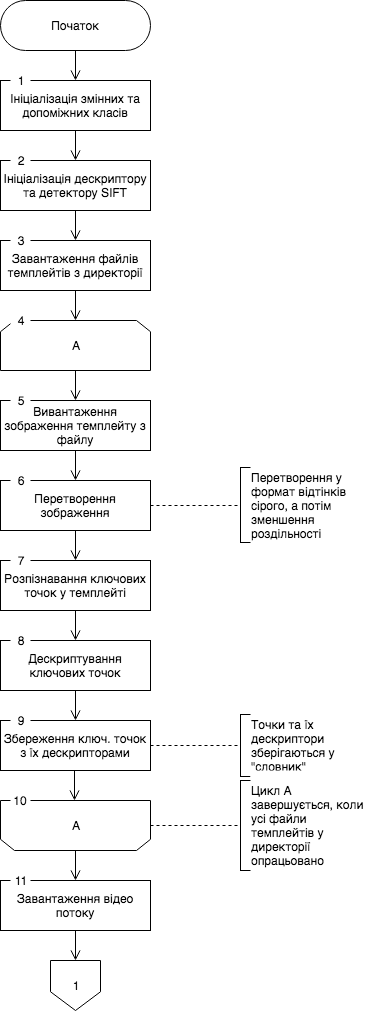 Початок
1
Ініціалізація змінних та
допоміжних класів
2
Ініціалізація дескриптору
та детектору SIFT
3
Завантаження файлів
темплейтів з директорії
4
А
5
Вивантаження
зображення темплейту з
файлу
6
Перетворення
зображення
Перетворення у
формат відтінків
сірого, а потім
зменшення
роздільності
7
Розпізнавання ключових
точок у темплейті
8
Дескриптування
ключових точок
9
Збереження ключ. точок
з їх дескрипторами
Точки та їх
дескриптори
зберігаються у
"словник"
10
А
Цикл А
завершується, коли
усі файли
темплейтів у
директорії
опрацьовано
11
Завантаження відео
потоку
1